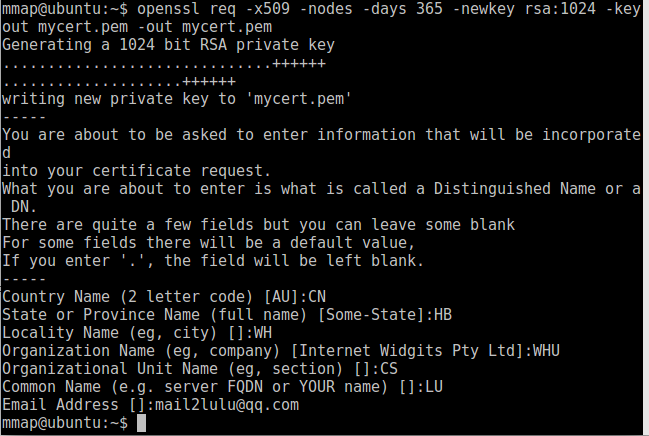 mmap@ubuntu:~$ openssl req -x509 -nodes -days 365 -newkey rsa:1024 -key
out mycert.pem -out mycert.pem
Generating a 1024 bit RSA private key
..............................++++++
....................++++++
writing new private key to 'mycert.pem'
-----
You are about to be asked to enter information that will be incorporate
d
into your certificate request.
What you are about to enter is what is called a Distinguished Name or a
 DN.
There are quite a few fields but you can leave some blank
For some fields there will be a default value,
If you enter '.', the field will be left blank.
-----
Country Name (2 letter code) [AU]:CN
State or Province Name (full name) [Some-State]:HB
Locality Name (eg, city) []:WH
Organization Name (eg, company) [Internet Widgits Pty Ltd]:WHU
Organizational Unit Name (eg, section) []:CS
Common Name (e.g. server FQDN or YOUR name) []:LU
Email Address []:mail2lulu@qq.com
mmap@ubuntu:~$